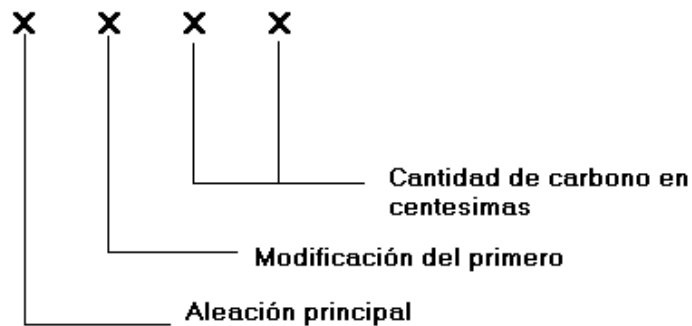 X X X X
Cantidad de carbono en
centesimas
Modificación del primero
Aleación principal